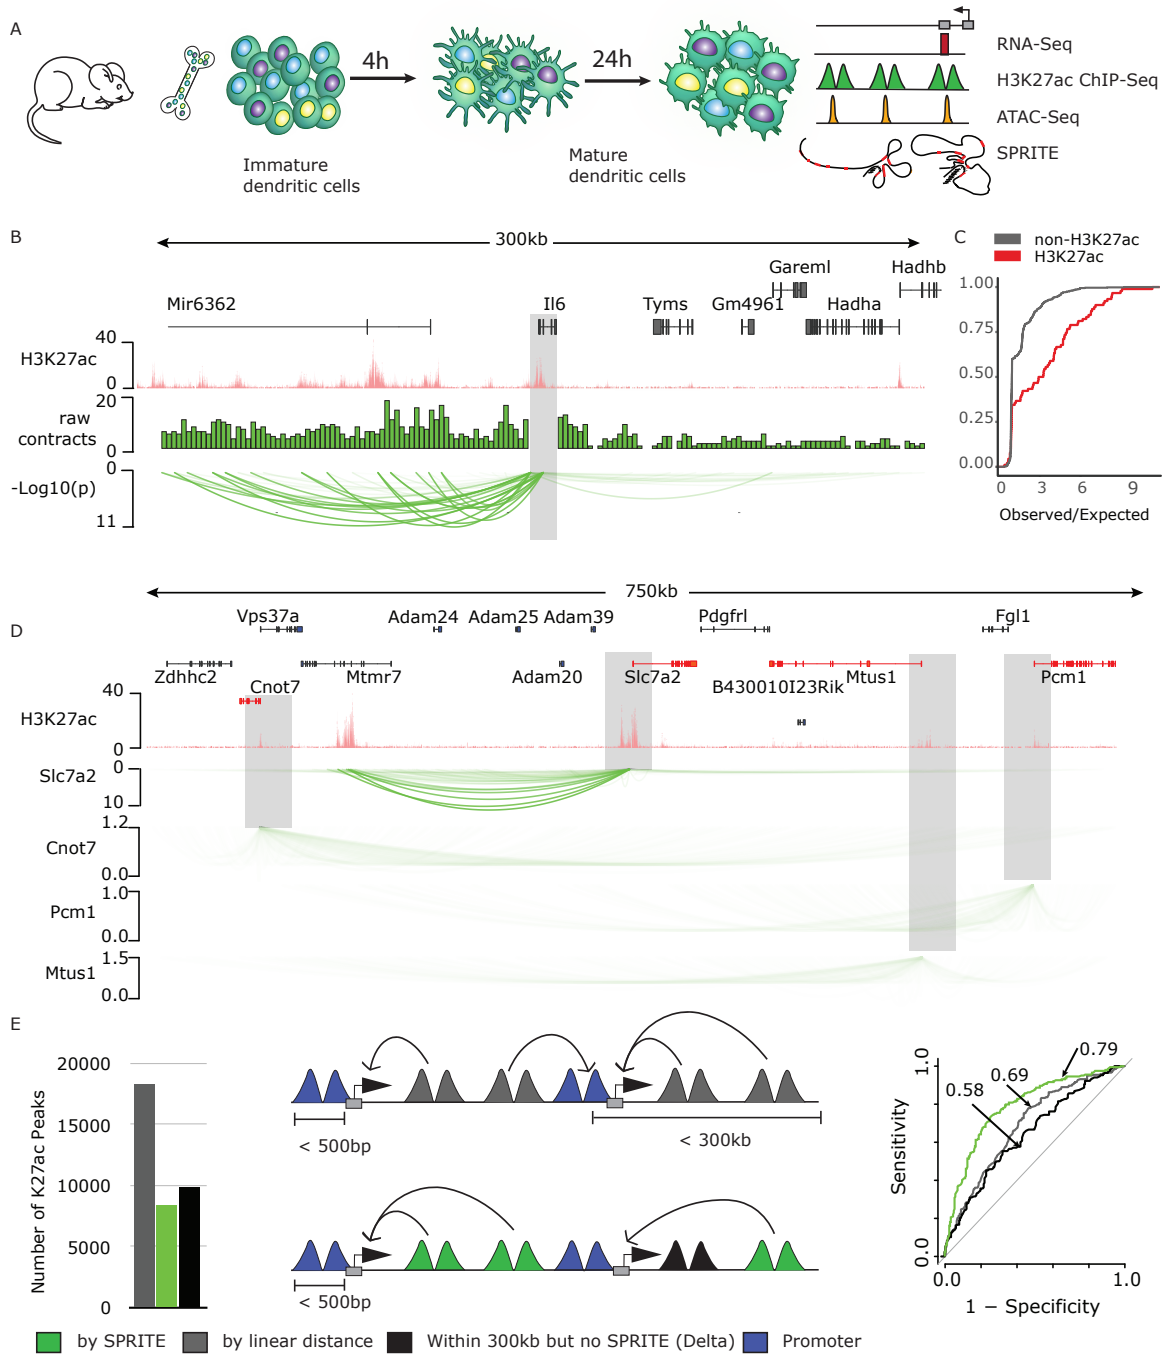 A
4h
24h
Immature
dendritic cells
Mature
dendritic cells
RNA-Seq
H3K27ac ChIP-Seq
ATAC-Seq
SPRITE
B
300kb
Mir6362
Il6
Tyms
Gm4961
Gareml
Hadha
Hadhb
H3K27ac
40
0
raw
contracts
20
0
-Log10(p)
0
11
C
non-H3K27ac
H3K27ac
1.00
0.75
0.50
0.25
0.00
0
3
6
9
Observed/Expected
D
750kb
Vps37a
Adam24
Adam25
Adam39
Pdgfrl
Fgl1
Zdhhc2
Cnot7
Mtmr7
Adam20
Slc7a2
B430010I23Rik
Mtus1
Pcm1
H3K27ac
40
0
Slc7a2
0
10
Cnot7
1.2
0.0
Pcm1
1.0
0.0
Mtus1
1.5
0.0
E
Number of K27ac Peaks
20000
15000
10000
5000
0
< 500bp
< 300kb
< 500bp
Sensitivity
1.0
0.0
0.58
0.69
0.79
0.0
1.0
1 − Specificity
by SPRITE
by linear distance
Within 300kb but no SPRITE (Delta)
Promoter